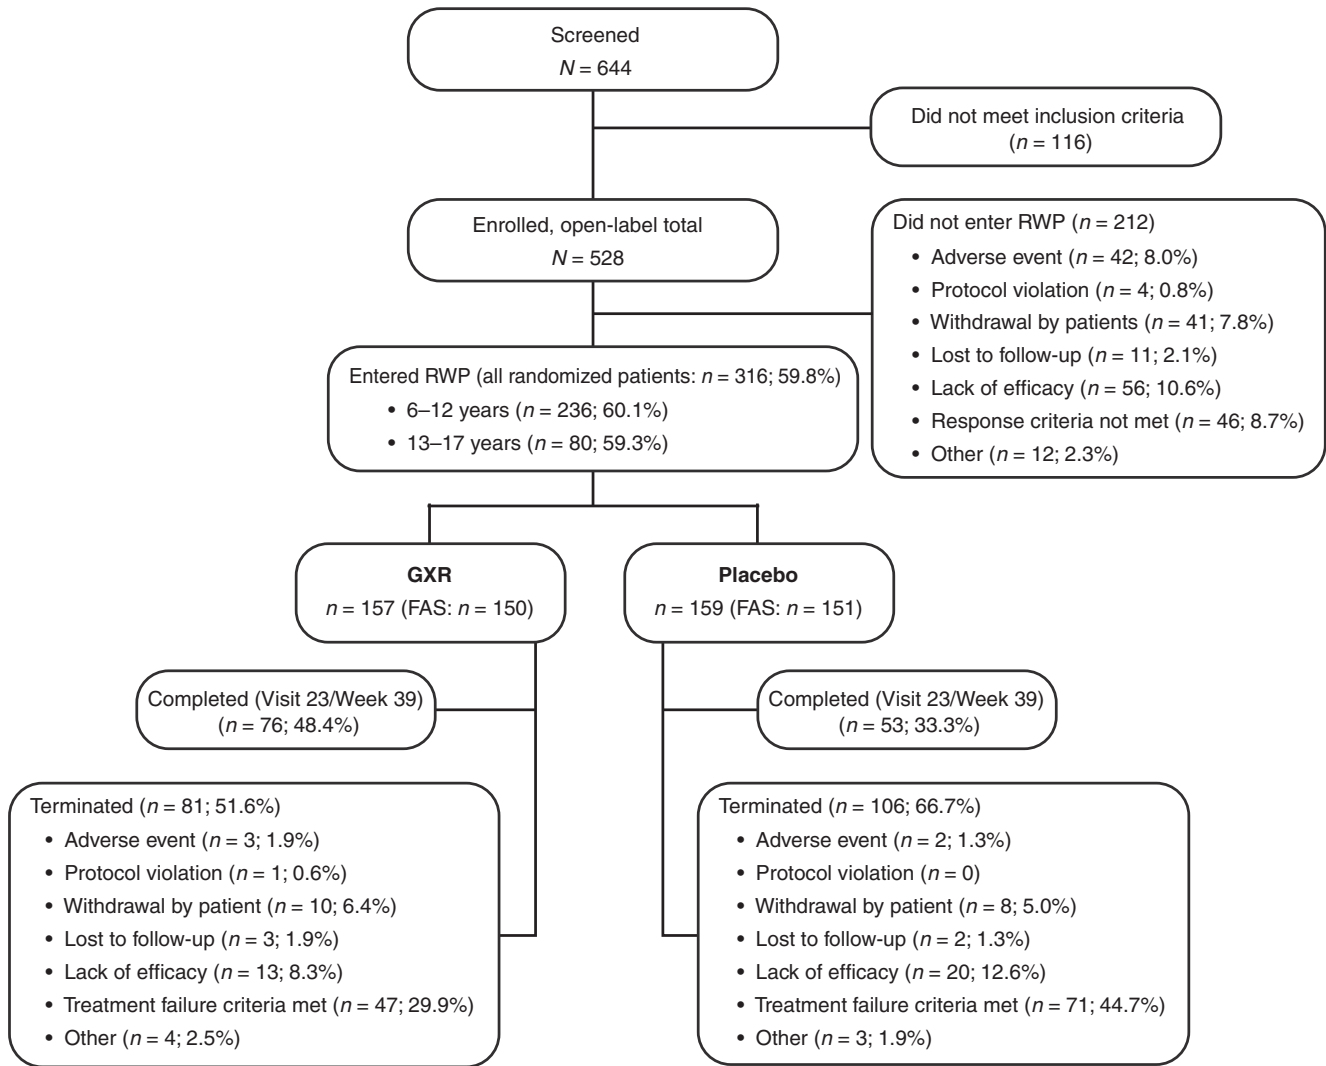 Screened
N = 644
Did not meet inclusion criteria
(n = 116)
Enrolled, open-label total
N = 528
Did not enter RWP (n = 212)
• Adverse event (n = 42; 8.0%)
• Protocol violation (n = 4; 0.8%)
• Withdrawal by patients (n = 41; 7.8%)
• Lost to follow-up (n = 11; 2.1%)
• Lack of efficacy (n = 56; 10.6%)
• Response criteria not met (n = 46; 8.7%)
• Other (n = 12; 2.3%)
Entered RWP (all randomized patients: n = 316; 59.8%)
• 6–12 years (n = 236; 60.1%)
• 13–17 years (n = 80; 59.3%)
GXR
n = 157 (FAS: n = 150)
Placebo
n = 159 (FAS: n = 151)
Completed (Visit 23/Week 39)
(n = 76; 48.4%)
Completed (Visit 23/Week 39)
(n = 53; 33.3%)
Terminated (n = 81; 51.6%)
• Adverse event (n = 3; 1.9%)
• Protocol violation (n = 1; 0.6%)
• Withdrawal by patient (n = 10; 6.4%)
• Lost to follow-up (n = 3; 1.9%)
• Lack of efficacy (n = 13; 8.3%)
• Treatment failure criteria met (n = 47; 29.9%)
• Other (n = 4; 2.5%)
Terminated (n = 106; 66.7%)
• Adverse event (n = 2; 1.3%)
• Protocol violation (n = 0)
• Withdrawal by patient (n = 8; 5.0%)
• Lost to follow-up (n = 2; 1.3%)
• Lack of efficacy (n = 20; 12.6%)
• Treatment failure criteria met (n = 71; 44.7%)
• Other (n = 3; 1.9%)